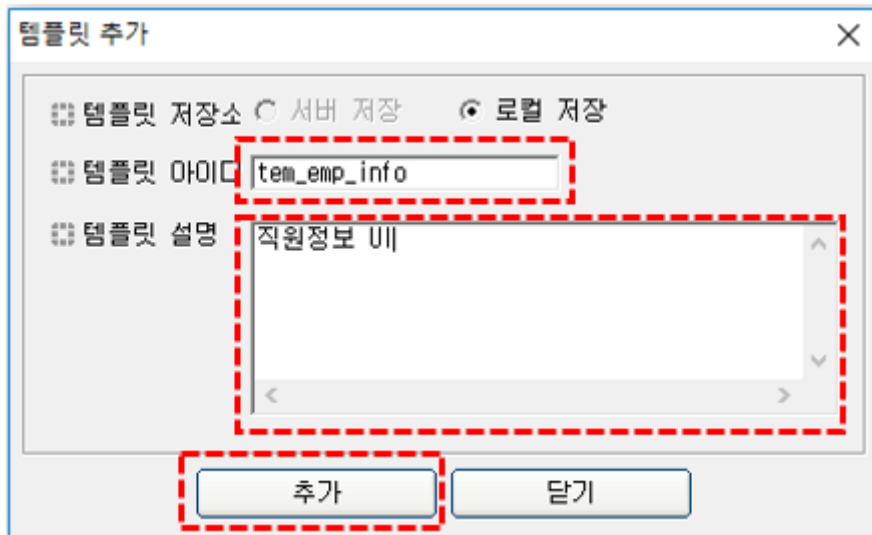 템플릿 추가
템플릿 저장소 서버 저장 로컬 저장
템플릿 아이디 tem_emp_info
템플릿 설명 직원정보 UI
추가 닫기